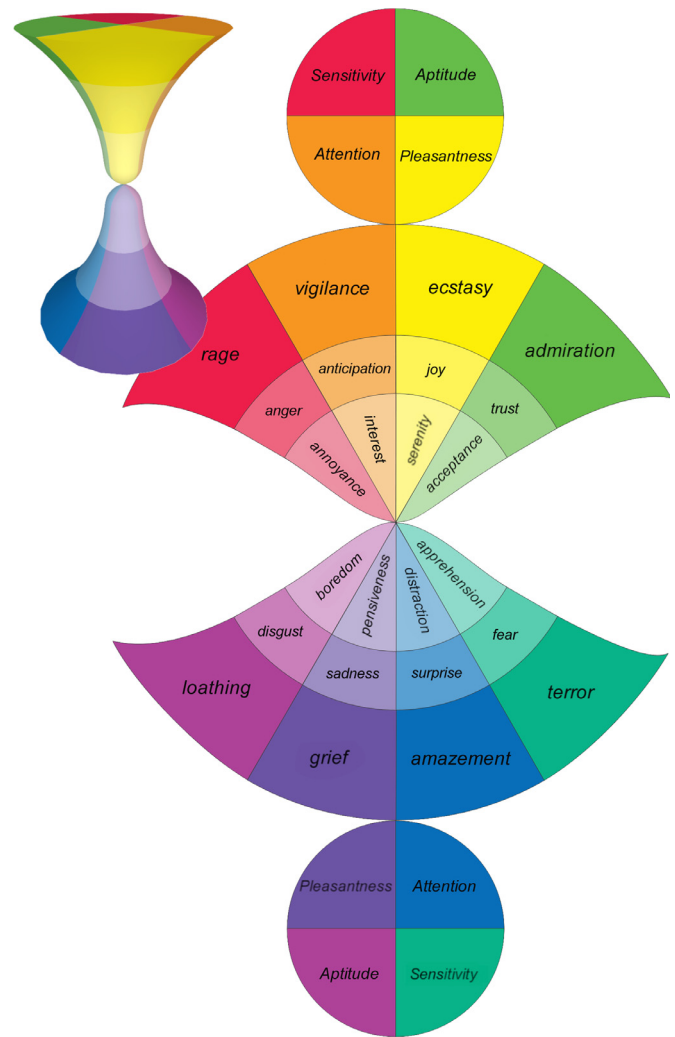 Sensitivity
Aptitude
Attention
Pleasantness
rage
vigilance
ecstasy
admiration
anger
anticipation
joy
trust
annoyance
interest
serenity
acceptance
boredom
pensiveness
distraction
apprehension
disgust
sadness
surprise
fear
loathing
grief
amazement
terror
Pleasantness
Attention
Aptitude
Sensitivity